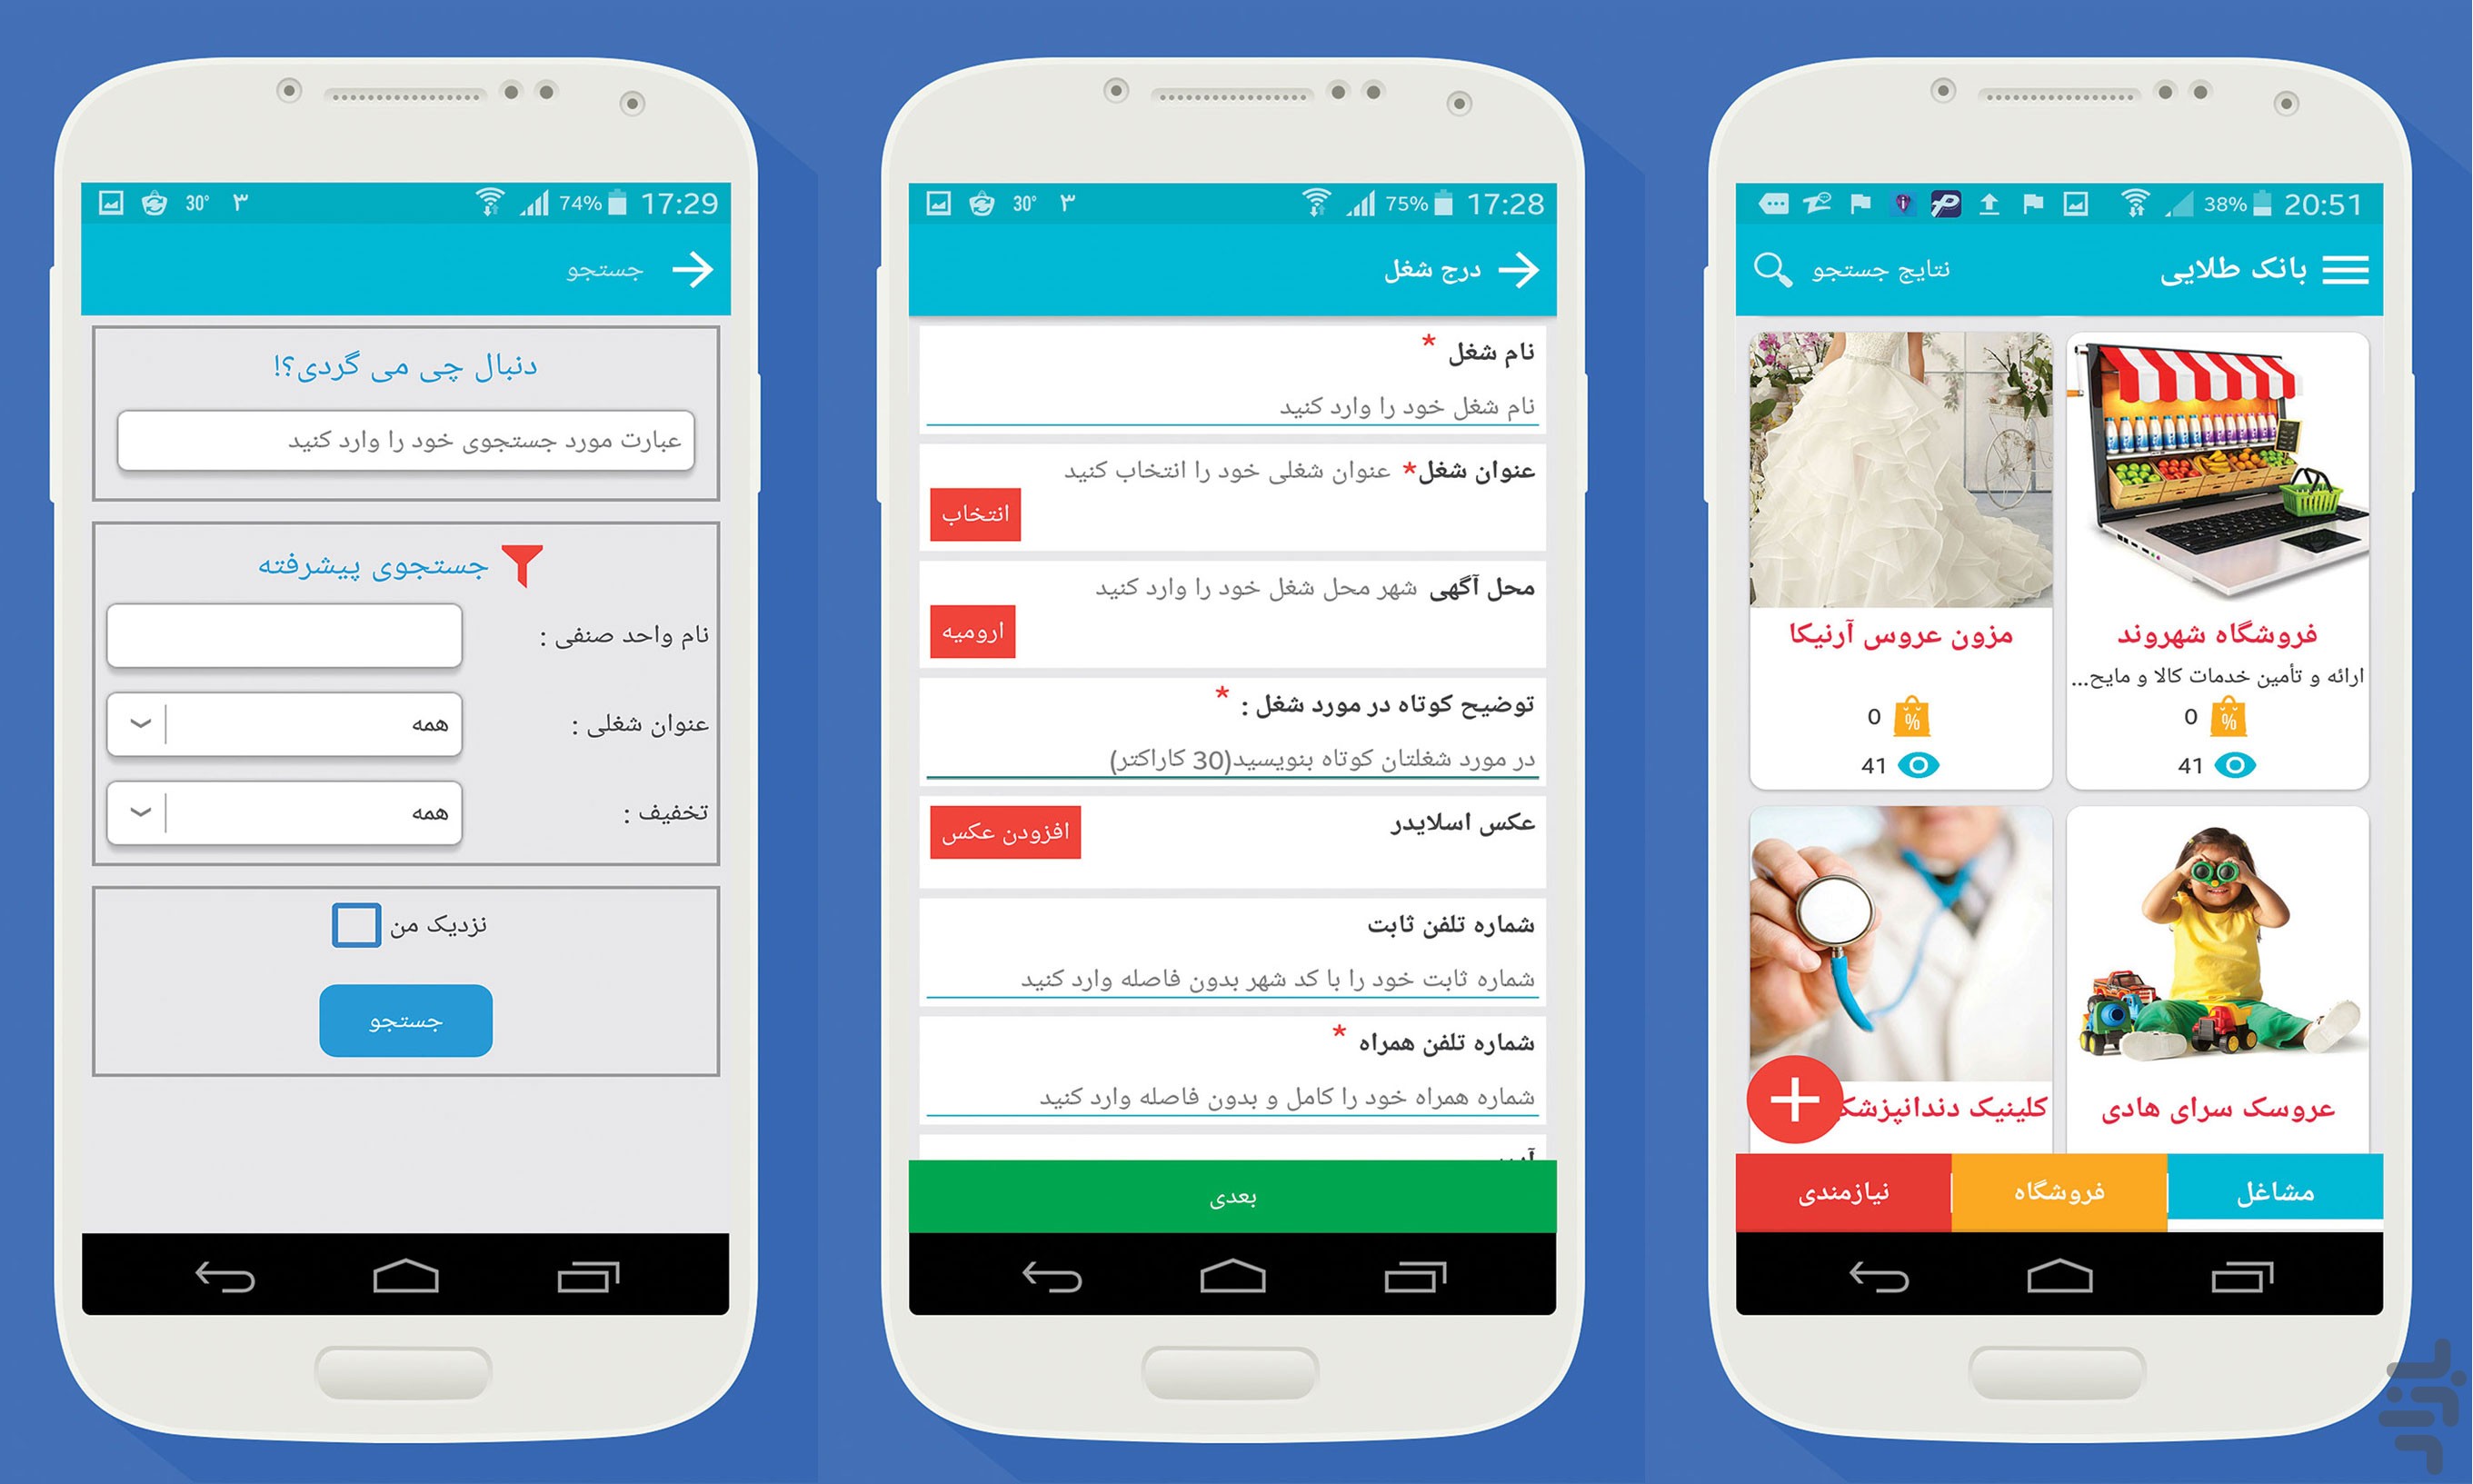 30° ۳ 74% 17:29
جستجو
دنبال چی می گردی؟!
عبارت مورد جستجوی خود را وارد کنید
جستجوی پیشرفته
نام واحد صنفی :
عنوان شغلی : همه
تخفیف : همه
نزدیک من
جستجو
30° ۳ 75% 17:28
درج شغل
نام شغل *
نام شغل خود را وارد کنید
عنوان شغل* عنوان شغلی خود را انتخاب کنید
انتخاب
محل آگهی شهر محل شغل خود را وارد کنید
ارومیه
توضیح کوتاه در مورد شغل : *
در مورد شغلتان کوتاه بنویسید(30 کاراکتر)
عکس اسلایدر
افزودن عکس
شماره تلفن ثابت
شماره ثابت خود را با کد شهر بدون فاصله وارد کنید
شماره تلفن همراه *
شماره همراه خود را کامل و بدون فاصله وارد کنید
بعدی
38% 20:51
بانک طلایی نتایج جستجو
فروشگاه شهروند
ارائه و تأمین خدمات کالا و مایح...
0
41
مزون عروس آرنیکا
0
41
عروسک سرای هادی
کلینیک دندانپزشک
مشاغل فروشگاه نیازمندی
بازار